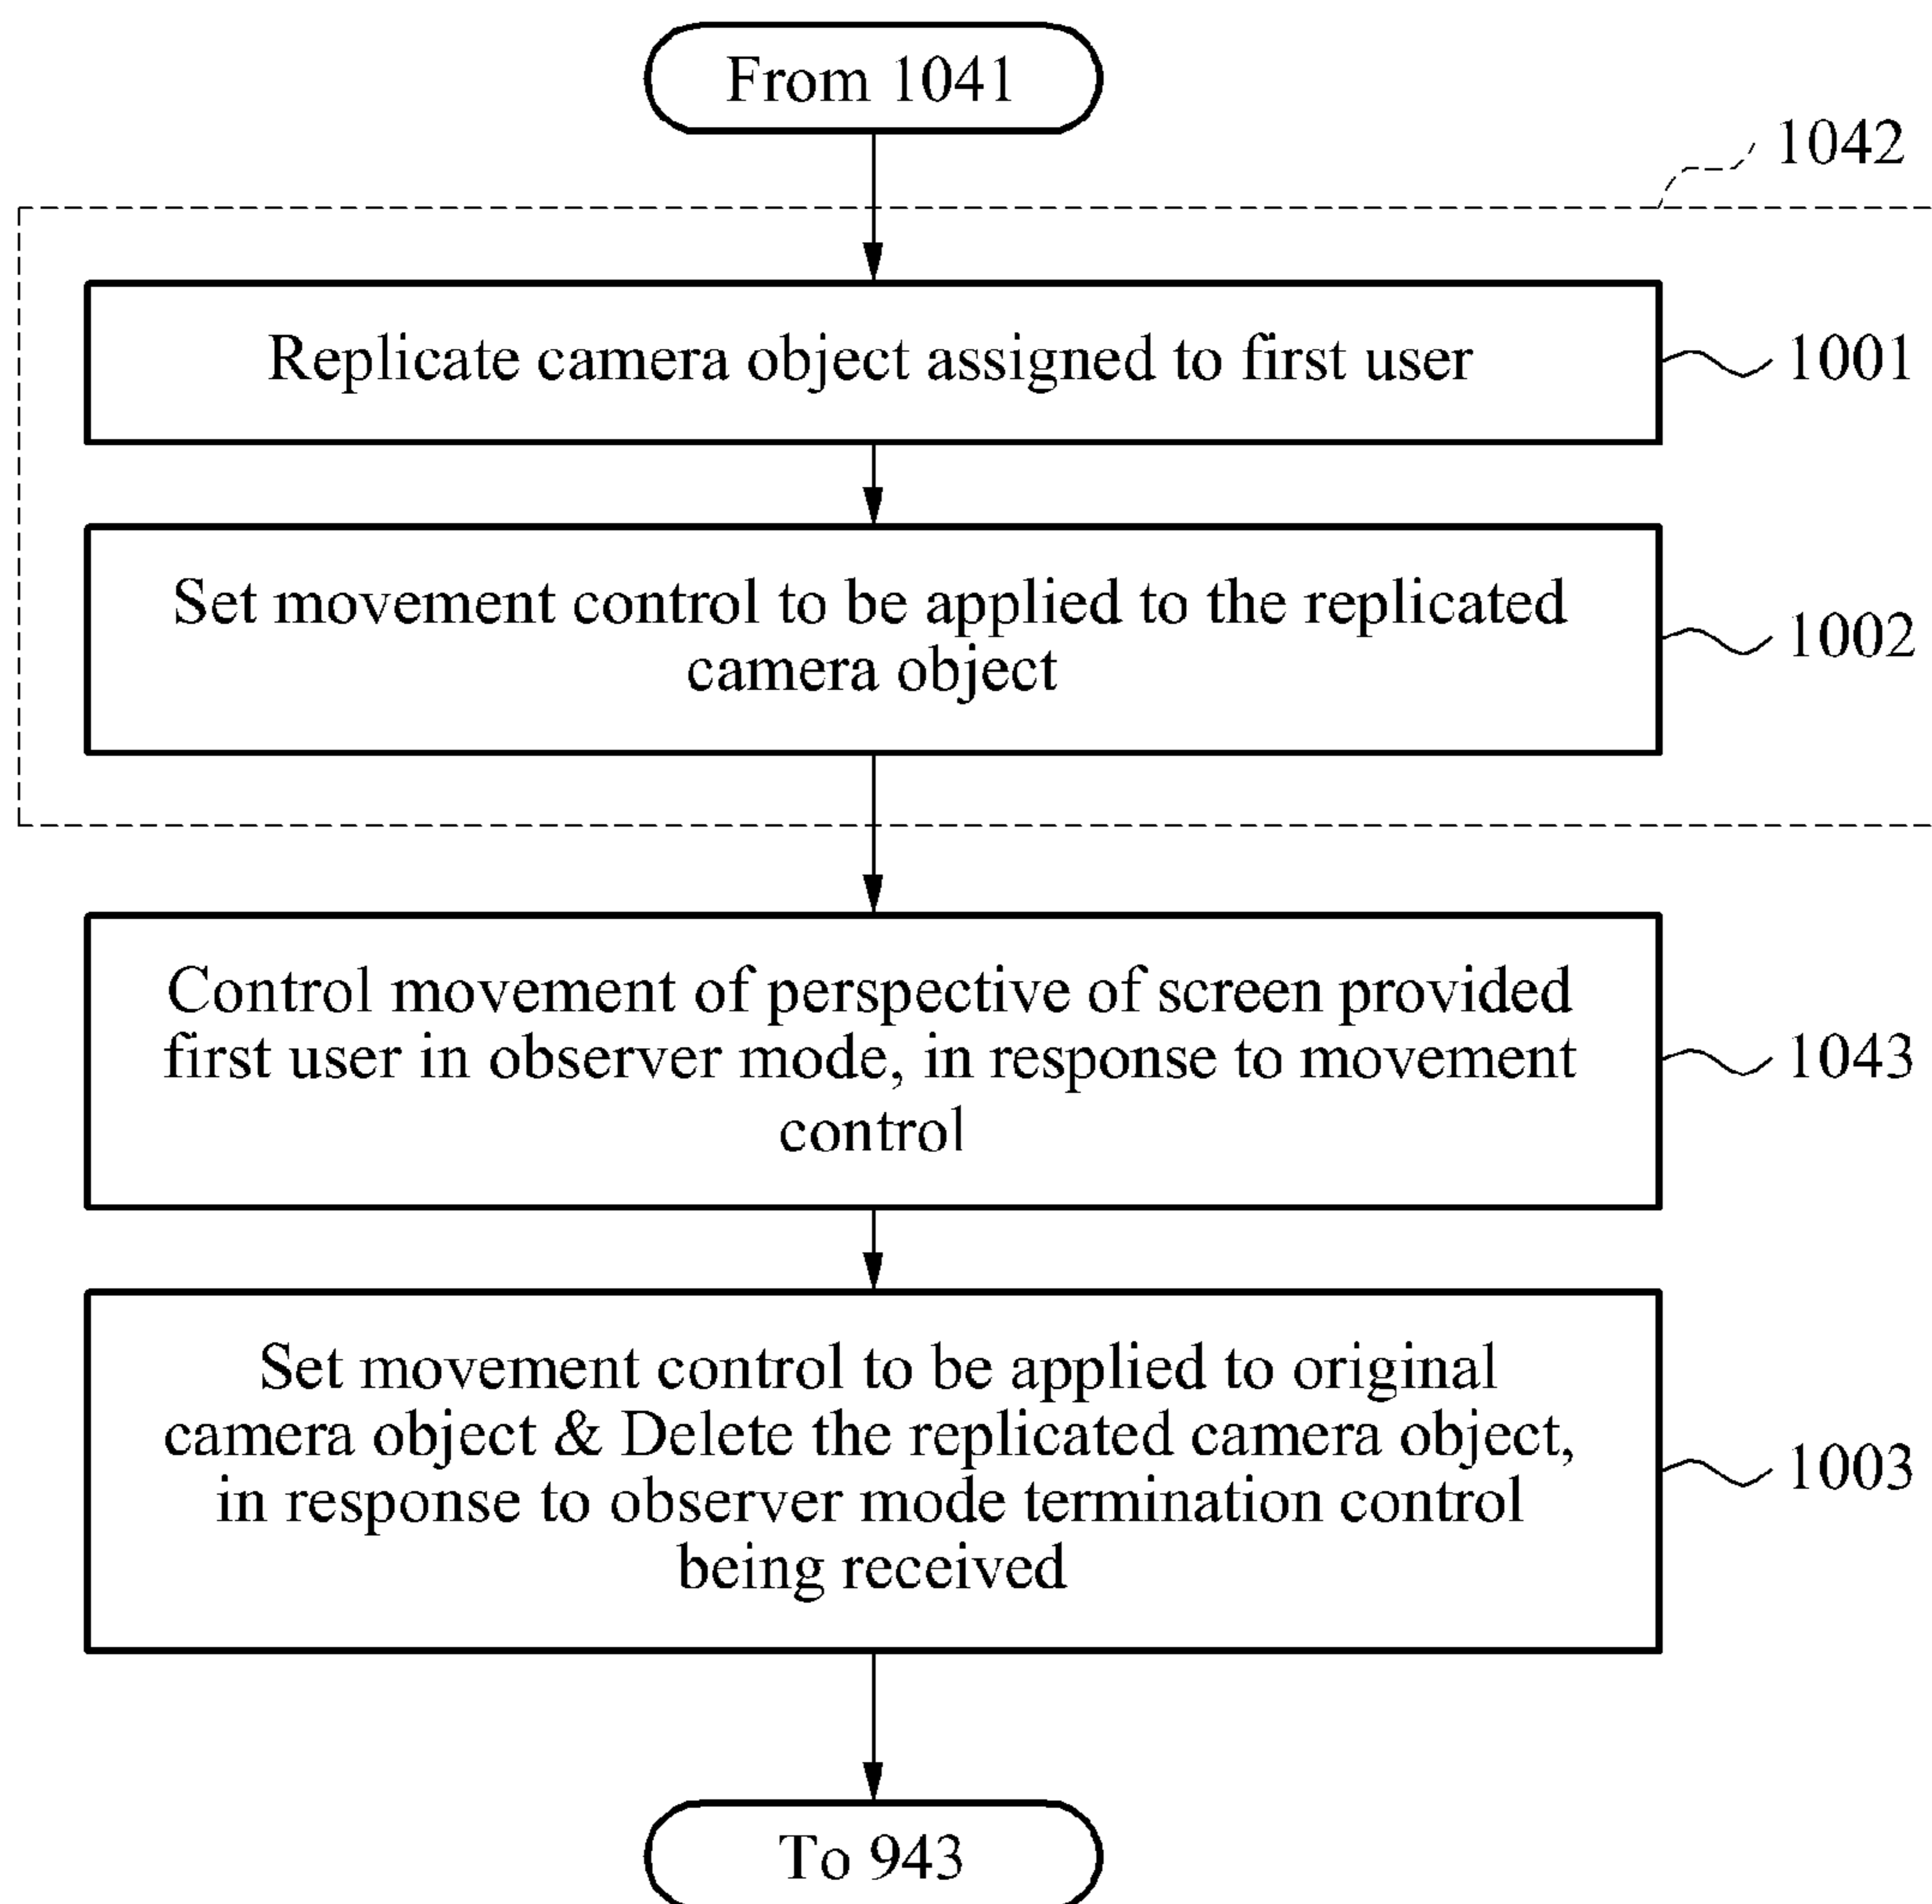 From 1041
1042
Replicate camera object assigned to first user
1001
Set movement control to be applied to the replicated
camera object
1002
Control movement of perspective of screen provided
first user in observer mode, in response to movement
control
1043
Set movement control to be applied to original
camera object & Delete the replicated camera object,
in response to observer mode termination control
being received
1003
To 943